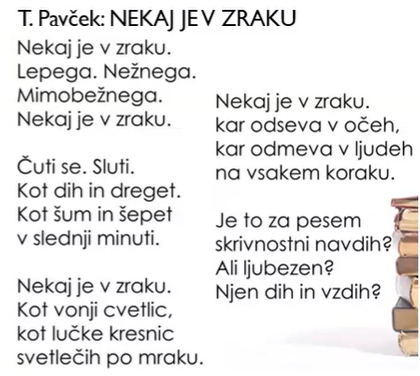 T. Pavček: NEKAJ JE V ZRAKU
Nekaj je v zraku.
Lepega. Nežnega.
Mimobežnega.
Nekaj je v zraku.
Čuti se. Sluti.
Kot dih in dreget.
Kot šum in šepet
v slednji minuti.
Nekaj je v zraku.
Kot vonji cvetlic,
kot lučke kresnic
svetlečih po mraku.
Nekaj je v zraku.
kar odseva v očeh,
kar odmeva v ljudeh
na vsakem koraku.
Je to za pesem
skrivnostni navdih?
Ali ljubezen?
Njen dih in vzdih?